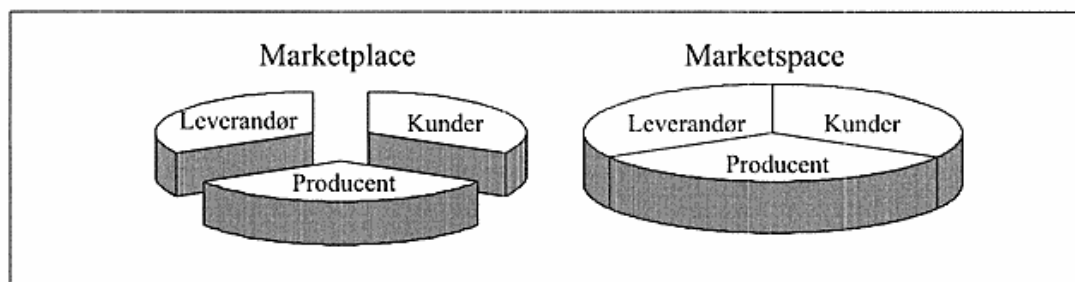 Marketplace
Marketspace
Leverandør
Kunder
Producent
Leverandør
Kunder
Producent